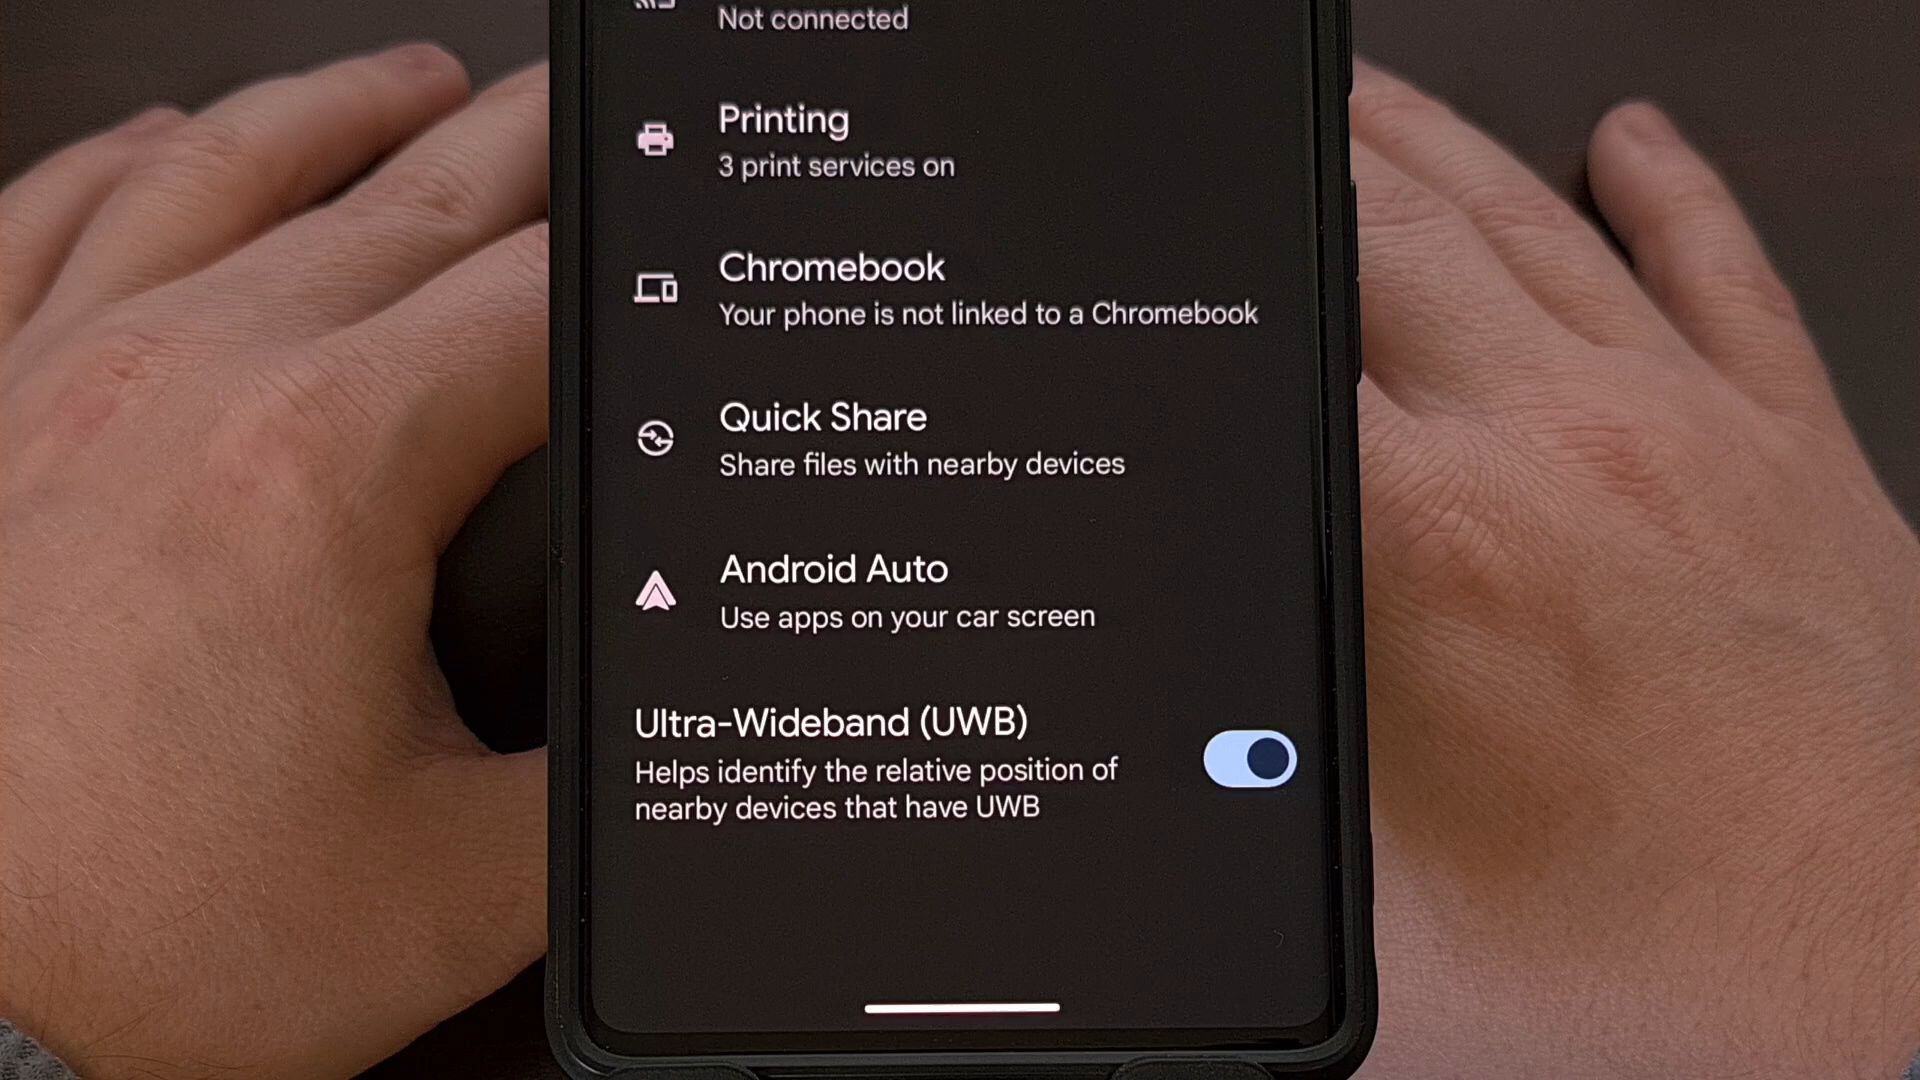 Not connected
Printing
3 print services on
Chromebook
Your phone is not linked to a Chromebook
Quick Share
Share files with nearby devices
Android Auto
Use apps on your car screen
Ultra-Wideband (UWB)
Helps identify the relative position of
nearby devices that have UWB